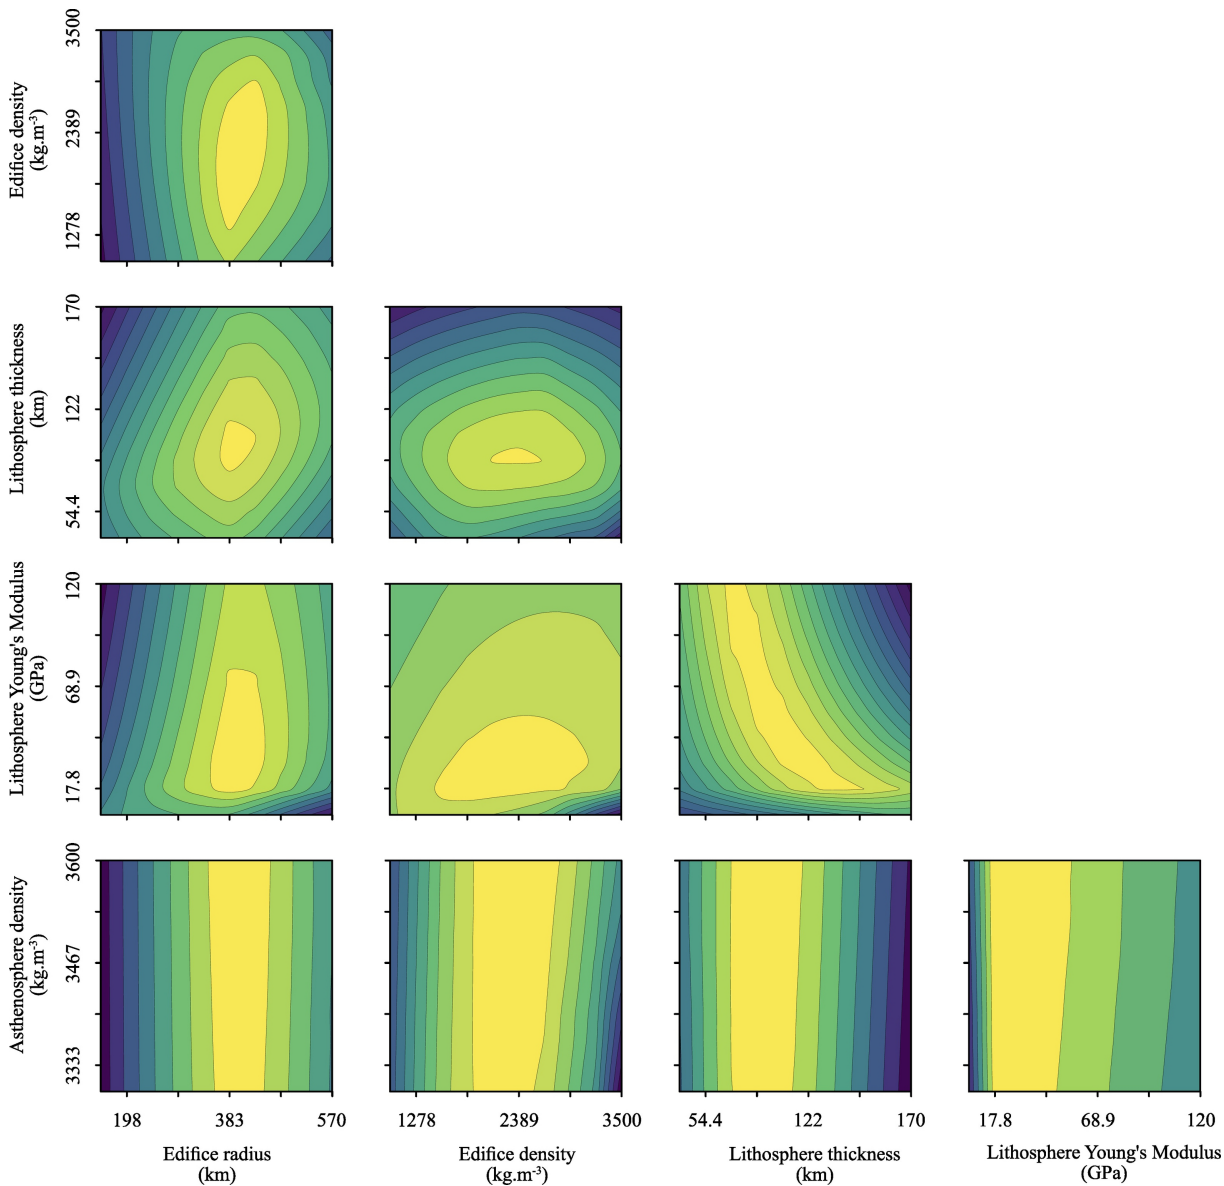 Edifice density
(kg.m-3)
3500
2389
1278
Lithosphere thickness
(km)
170
122
54.4
Lithosphere Young's Modulus
(GPa)
120
68.9
17.8
Asthenosphere density
(kg.m-3)
3600
3467
3333
198 383 570
Edifice radius
(km)
1278 2389 3500
Edifice density
(kg.m-3)
54.4 122 170
Lithosphere thickness
(km)
17.8 68.9 120
Lithosphere Young's Modulus
(GPa)